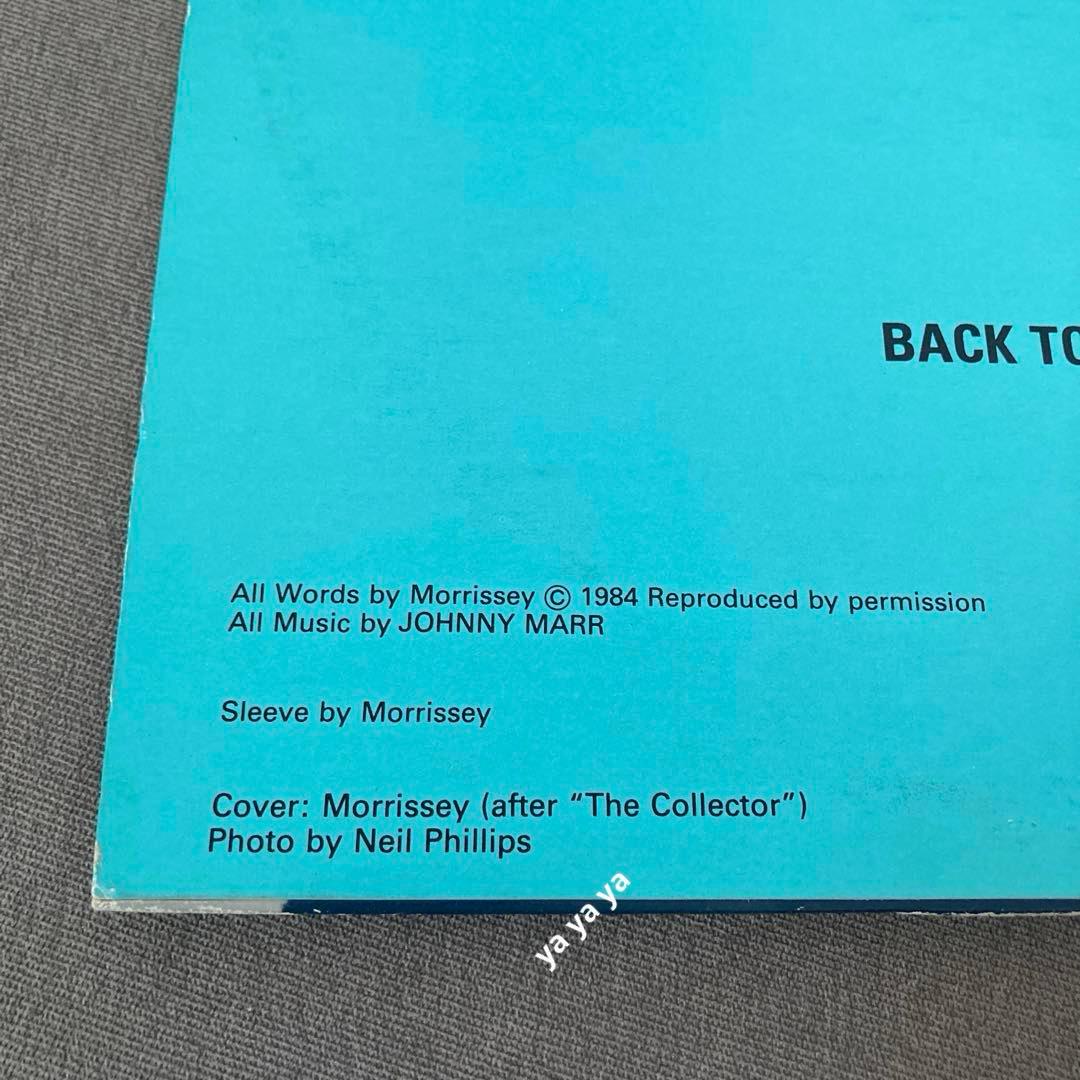 BACK TO
All Words by Morrissey © 1984 Reproduced by permission
All Music by JOHNNY MARR
Sleeve by Morrissey
Cover: Morrissey (after "The Collector")
Photo by Neil Phillips
ya ya ya